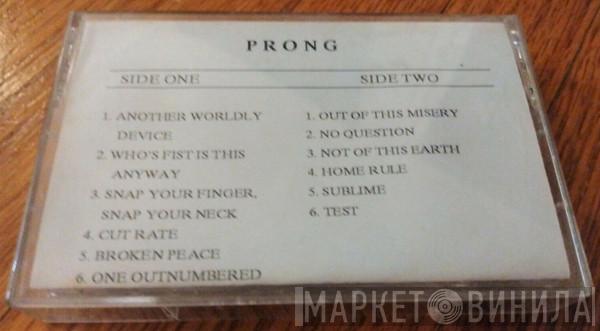 PRONG
SIDE ONE
SIDE TWO
1. ANOTHER WORLDLY
DEVICE
2. WHO'S FIST IS THIS
ANYWAY
3. SNAP YOUR FINGER,
SNAP YOUR NECK
4. CUT RATE
5. BROKEN PEACE
6. ONE OUTNUMBERED
1. OUT OF THIS MISERY
2. NO QUESTION
3. NOT OF THIS EARTH
4. HOME RULE
5. SUBLIME
6. TEST
МАРКЕТ ВИНИЛА